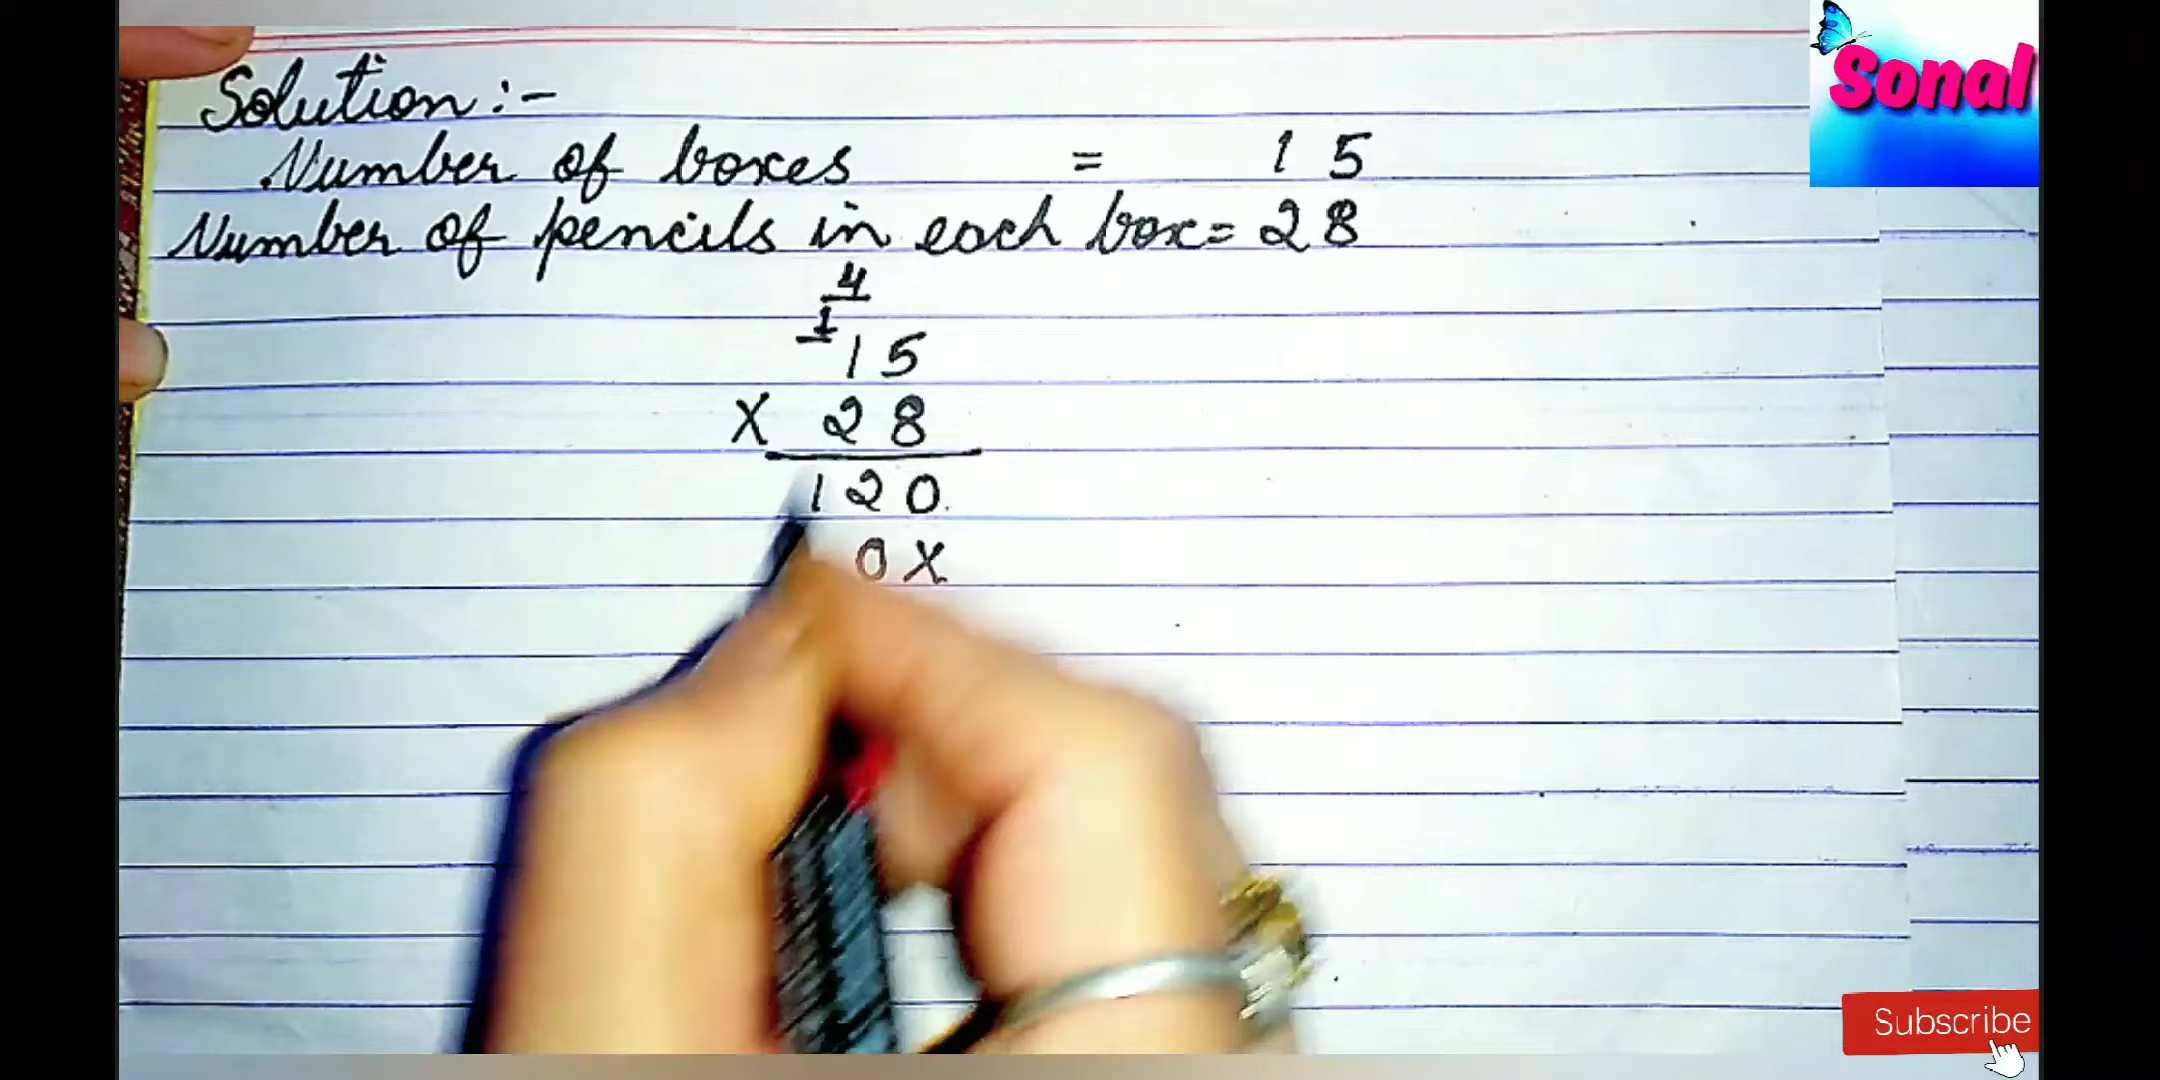 Sonal
Solution:-
Number of boxes = 15
Number of pencils in each box = 28
4
1
15
X 28
120
0X
Subscribe